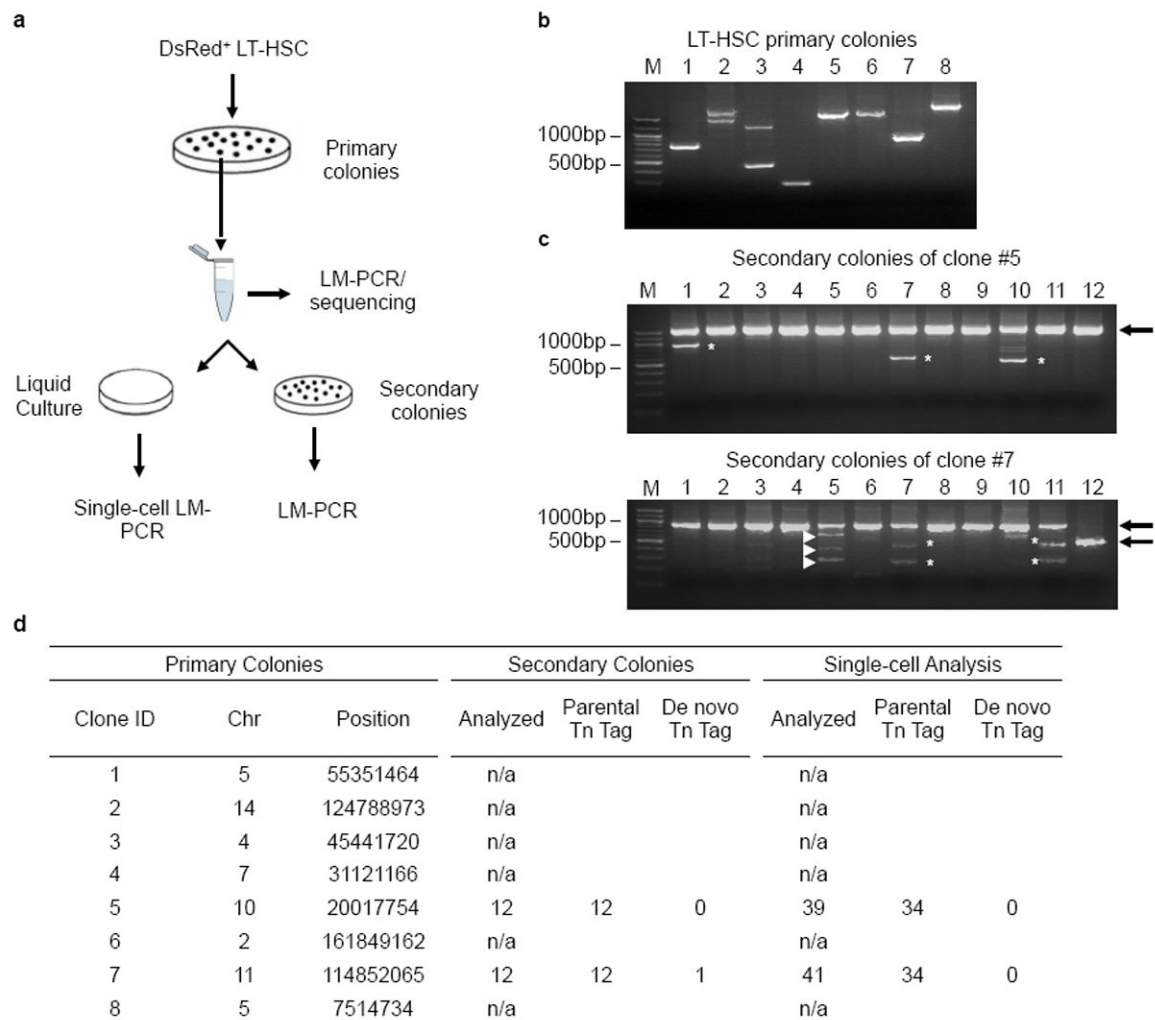 a
DsRed+ LT-HSC
Primary
colonies
LM-PCR/
sequencing
Liquid
Culture
Secondary
colonies
Single-cell LM-
PCR
LM-PCR
b
LT-HSC primary colonies
M 1 2 3 4 5 6 7 8
1000bp
500bp
c
Secondary colonies of clone #5
M 1 2 3 4 5 6 7 8 9 10 11 12
1000bp
500bp
* * *
Secondary colonies of clone #7
M 1 2 3 4 5 6 7 8 9 10 11 12
1000bp
500bp
* *
* *
d
Primary Colonies Secondary Colonies Single-cell Analysis
Clone ID Chr Position Analyzed Parental Tn Tag De novo Tn Tag Analyzed Parental Tn Tag De novo Tn Tag
1 5 55351464 n/a n/a
2 14 124788973 n/a n/a
3 4 45441720 n/a n/a
4 7 31121166 n/a n/a
5 10 20017754 12 12 0 39 34 0
6 2 161849162 n/a n/a
7 11 114852065 12 12 1 41 34 0
8 5 7514734 n/a n/a